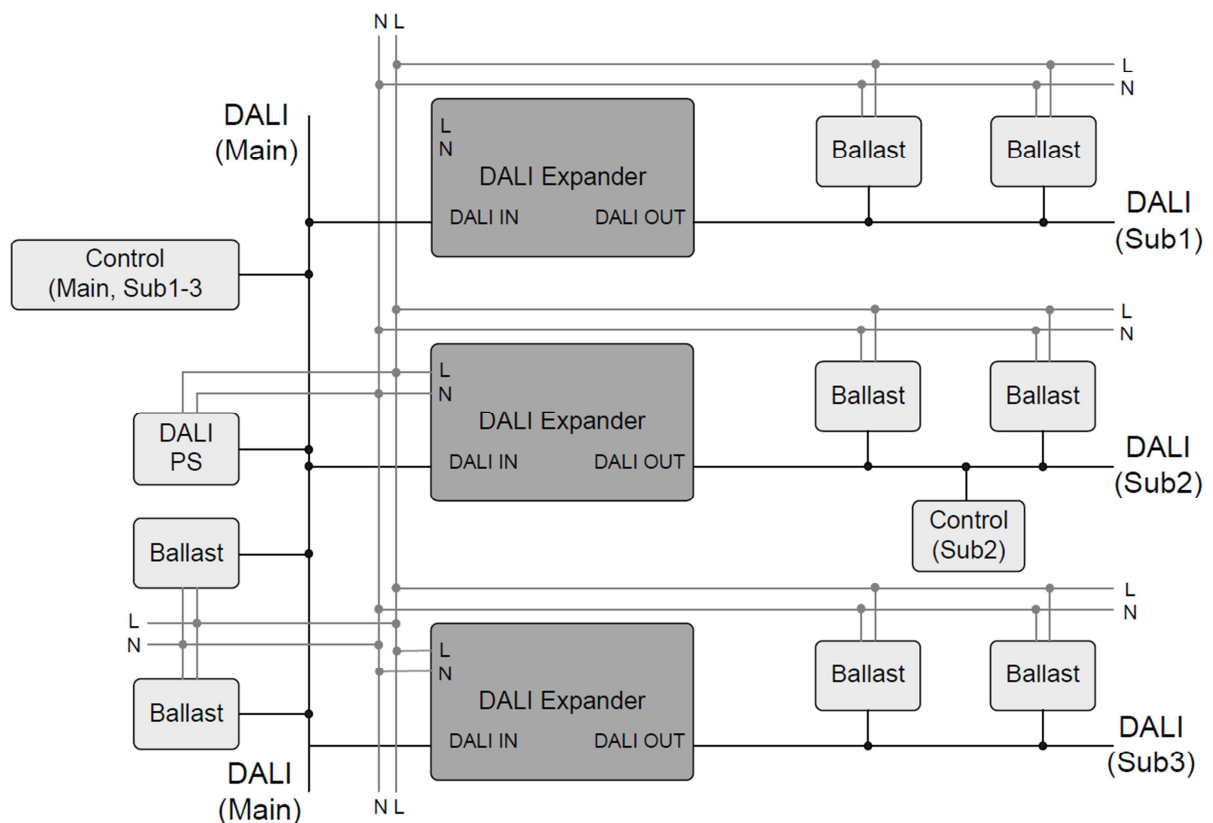 N L
L
N
DALI
(Main)
L
N
DALI Expander
DALI IN
DALI OUT
Ballast
Ballast
DALI
(Sub1)
Control
(Main, Sub1-3
L
N
L
N
DALI Expander
DALI IN
DALI OUT
Ballast
Ballast
DALI
(Sub2)
DALI
PS
Control
(Sub2)
Ballast
L
N
L
N
Ballast
L
N
DALI Expander
DALI IN
DALI OUT
Ballast
Ballast
DALI
(Sub3)
DALI
(Main)
N L